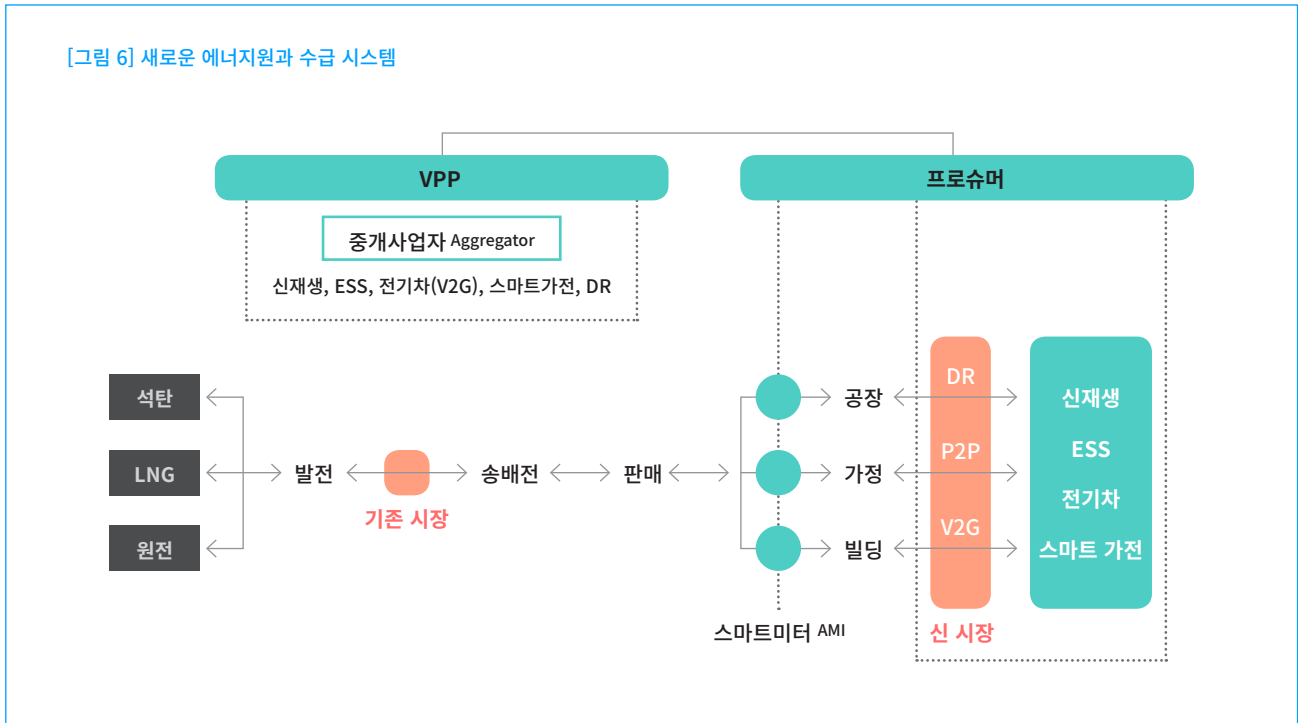 [그림 6] 새로운 에너지원과 수급 시스템
VPP
프로슈머
중개사업자 Aggregator
신재생, ESS, 전기차(V2G), 스마트가전, DR
석탄
LNG
원전
발전
기존 시장
송배전
판매
공장
가정
빌딩
스마트미터 AMI
DR
P2P
V2G
신 시장
신재생
ESS
전기차
스마트 가전